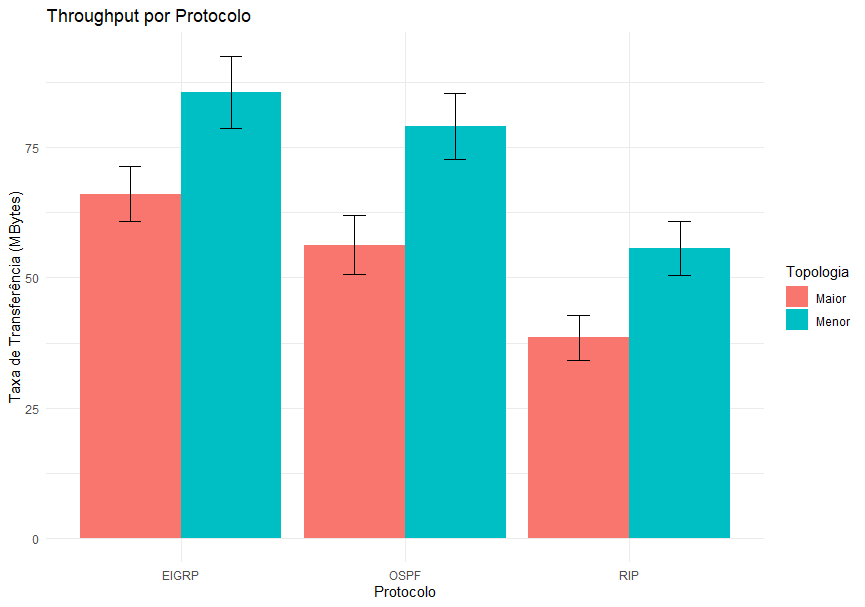 Throughput por Protocolo
Taxa de Transferência (MBytes)
75
50
25
0
EIGRP
OSPF
RIP
Protocolo
Topologia
Maior
Menor